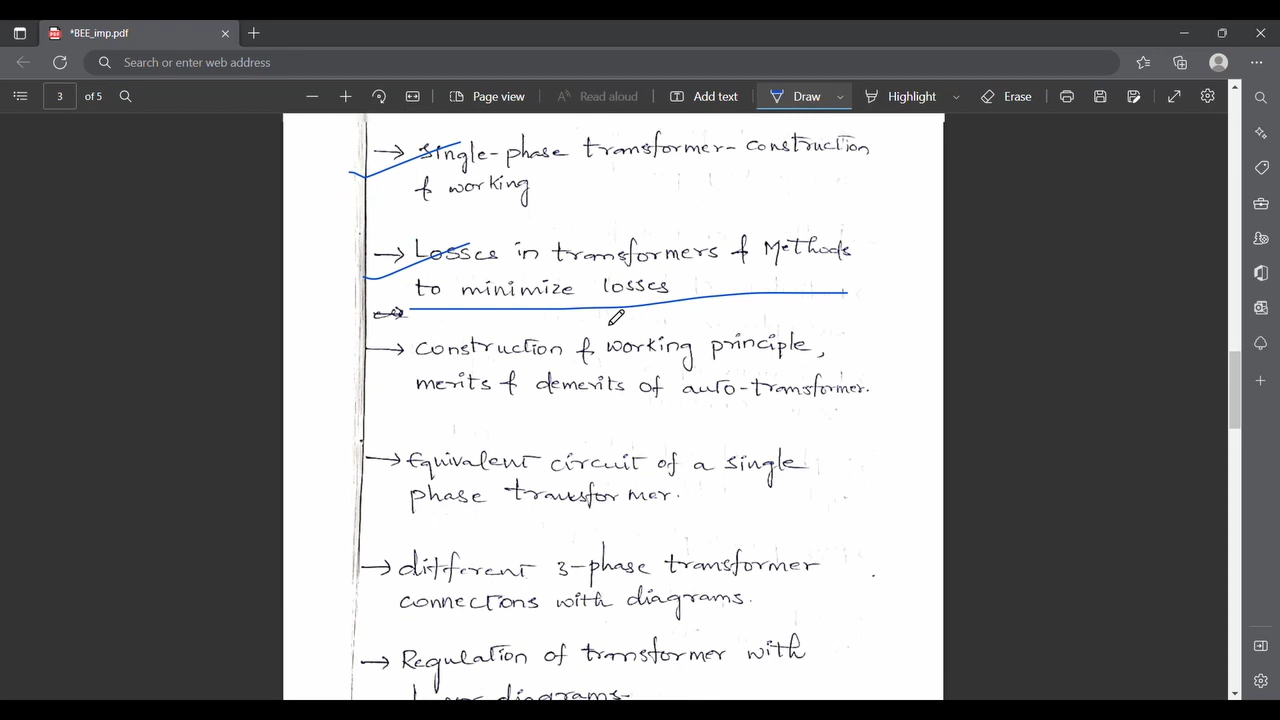 *BEE_imp.pdf
Search or enter web address
3 of 5 Page view Read aloud Add text Draw Highlight Erase
→ single-phase transformer- construction
& working
→ Losses in transformers & Methods
to minimize losses
→ construction & working principle,
merits & demerits of auto-transformer.
→ Equivalent circuit of a single
phase transformer.
→ different 3-phase transformer
connections with diagrams.
→ Regulation of transformer with
diagrams-